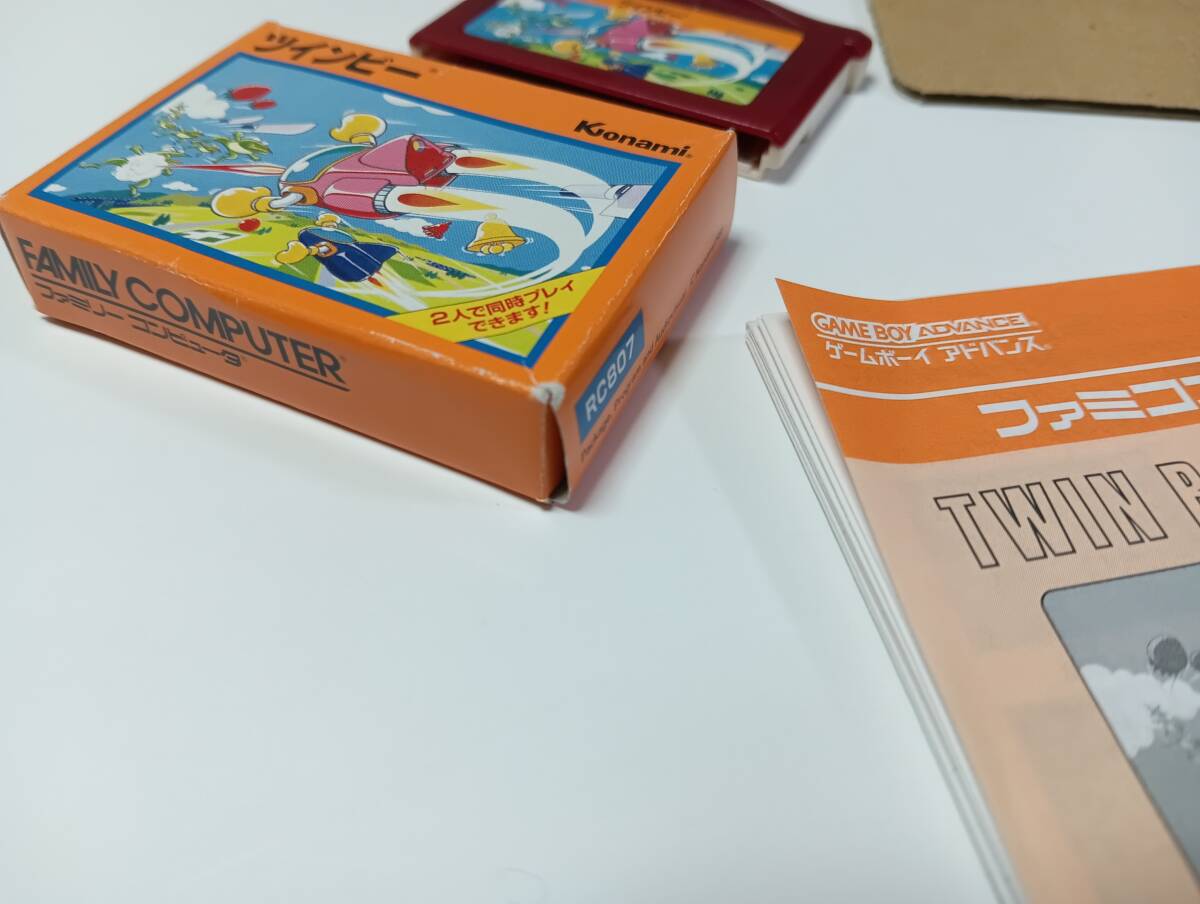 ツインビー
Konami®
2人で同時プレイ
できます!
FAMILY COMPUTER
ファミリー コンピュータ
RC807
GAME BOY ADVANCE
ゲームボーイ アドバンス
ファミコ
TWIN